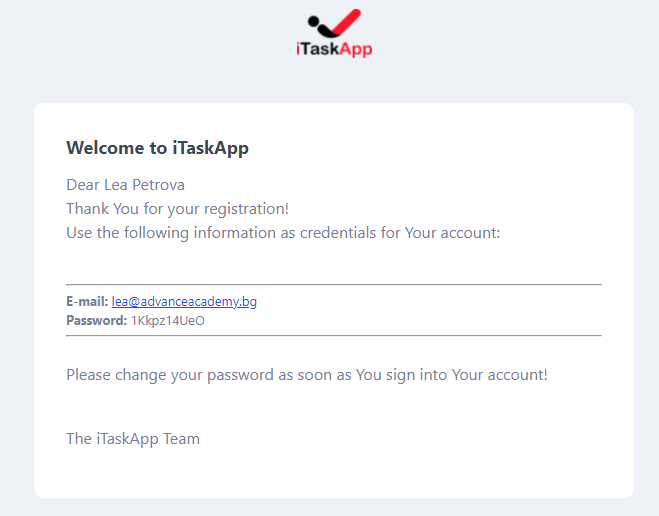 iTaskApp
Welcome to iTaskApp
Dear Lea Petrova
Thank You for your registration!
Use the following information as credentials for Your account:
E-mail: lea@advanceacademy.bg
Password: 1Kkpz14UeO
Please change your password as soon as You sign into Your account!
The iTaskApp Team